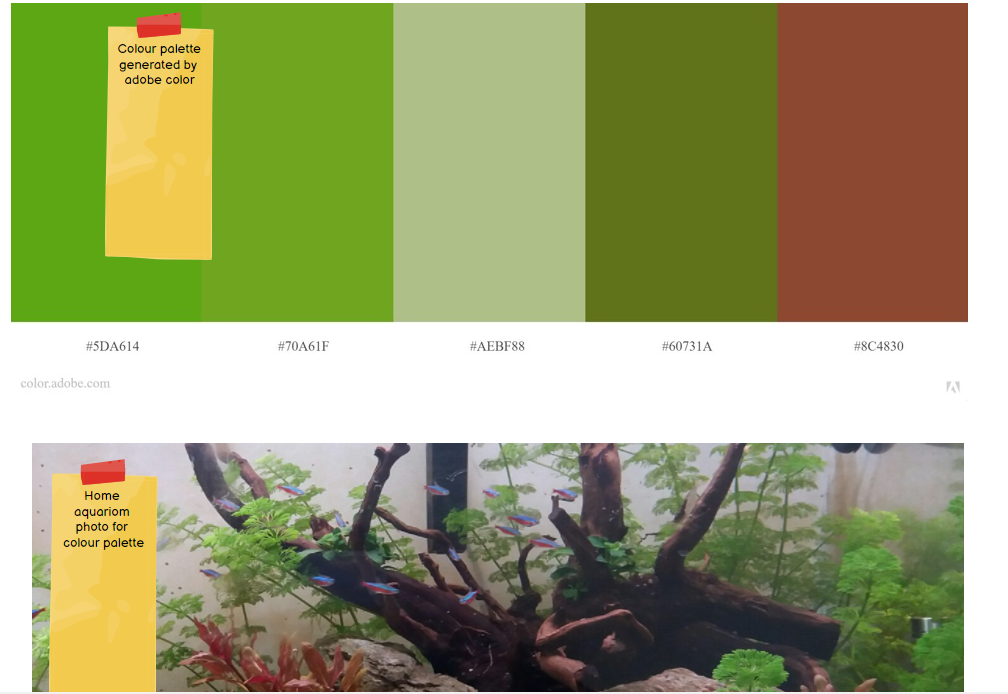 Colour palette
generated by
adobe color
#5DA614
#70A61F
#AEBF88
#60731A
#8C4830
color.adobe.com
Home
aquariom
photo for
colour palette